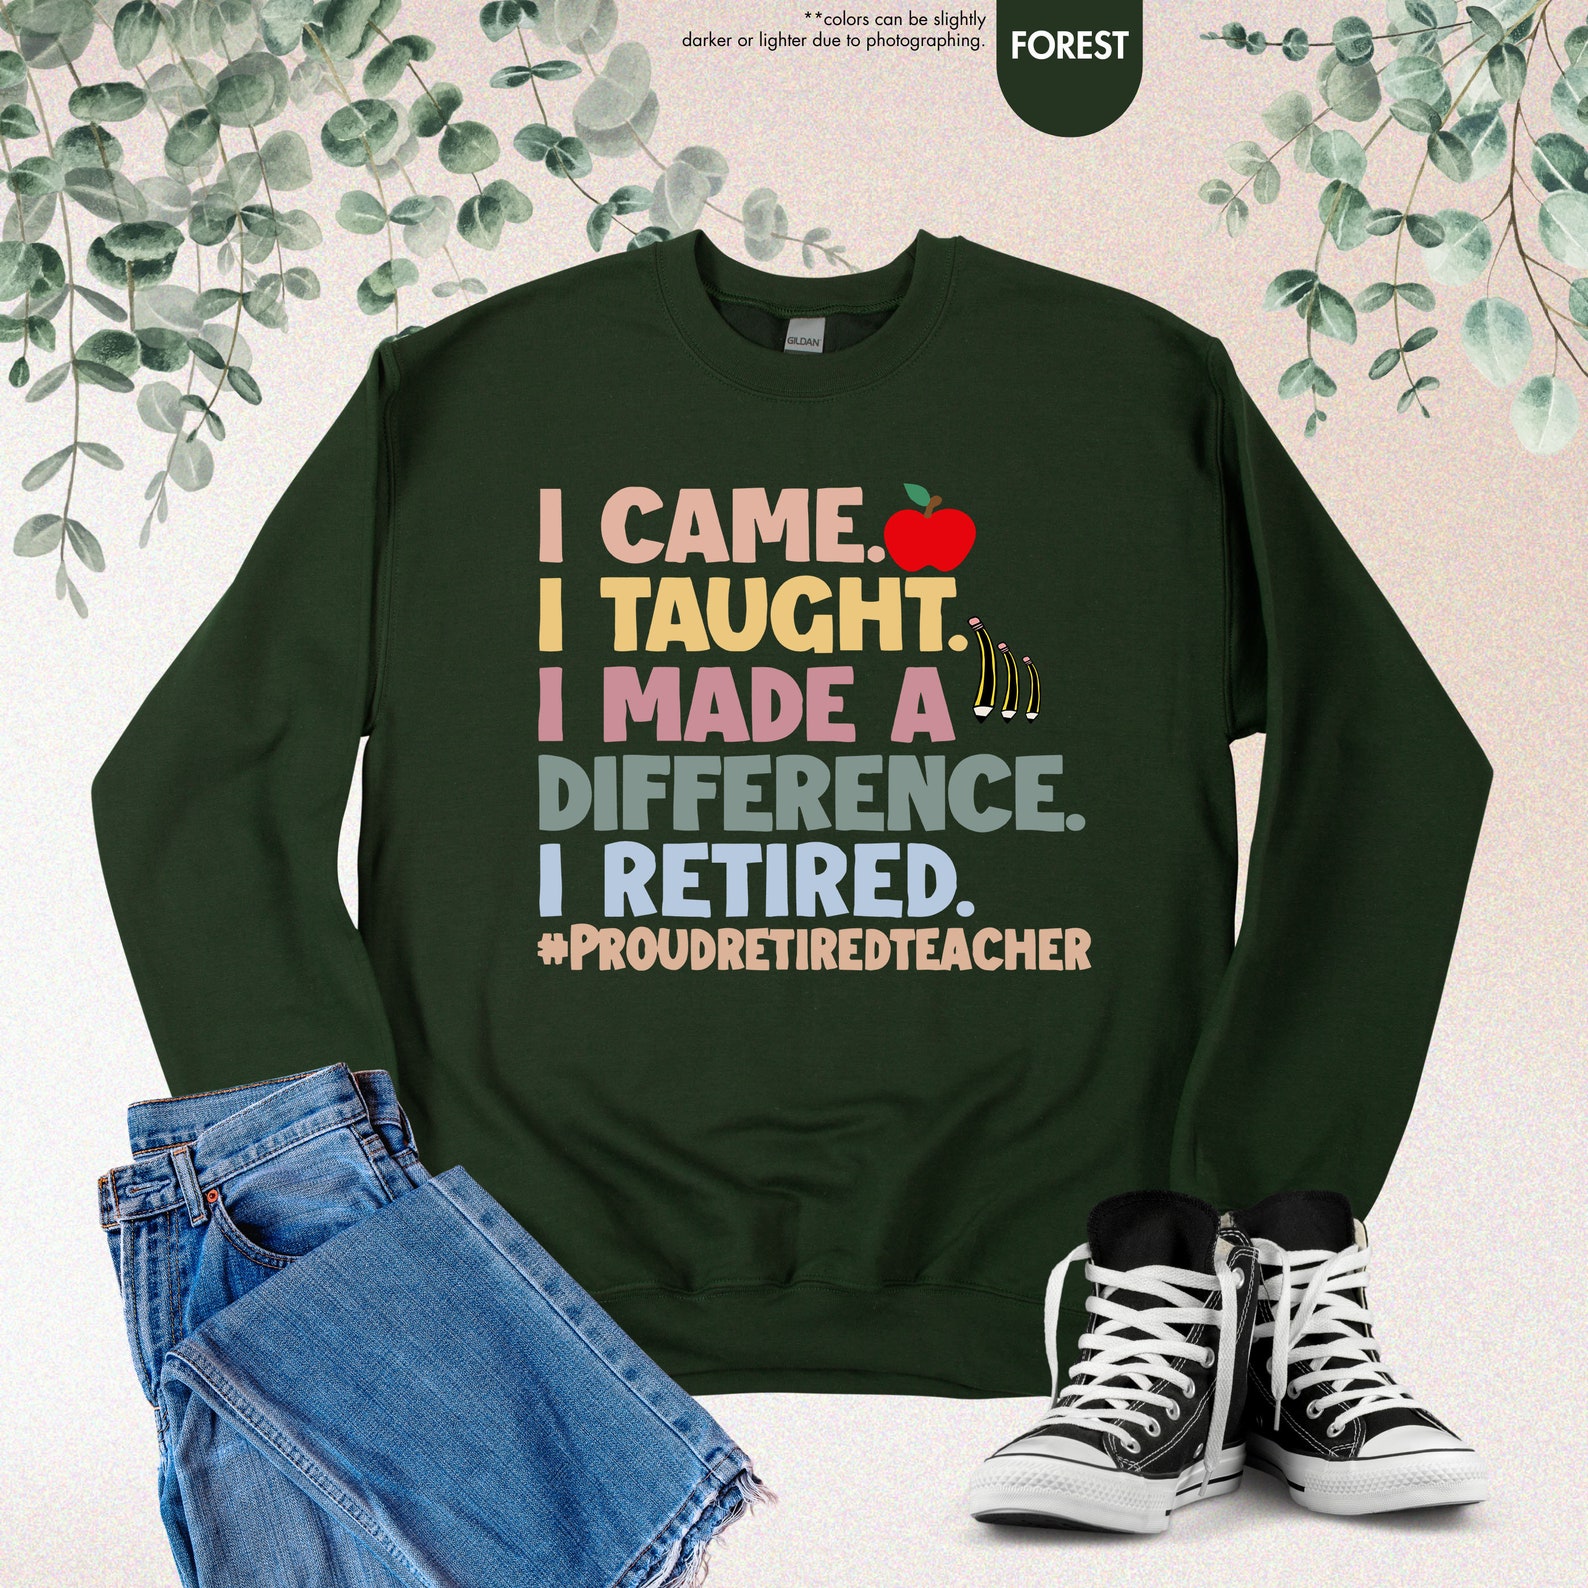 **colors can be slightly
darker or lighter due to photographing.
FOREST
GILDAN
I CAME.
I TAUGHT.
I MADE A
DIFFERENCE.
I RETIRED.
#PROUDRETIREDTEACHER